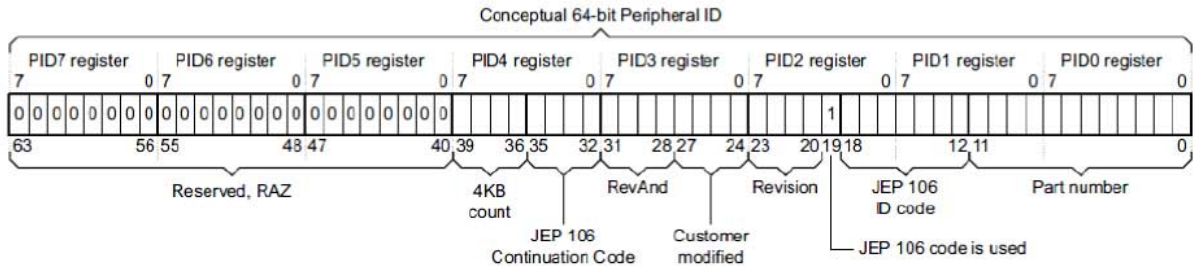 Conceptual 64-bit Peripheral ID
PID7 register PID6 register PID5 register PID4 register PID3 register PID2 register PID1 register PID0 register
7 0 7 0 7 0 7 0 7 0 7 0 7 0 7 0
0 0 0 0 0 0 0 0 0 0 0 0 0 0 0 0 0 0 0 0 0 0 0 0 1
63 56 55 48 47 40 39 36 35 32 31 28 27 24 23 20 19 18 12 11 0
Reserved, RAZ 4KB RevAnd Revision JEP 106 Part number
count ID code
JEP 106 Customer JEP 106 code is used
Continuation Code modified